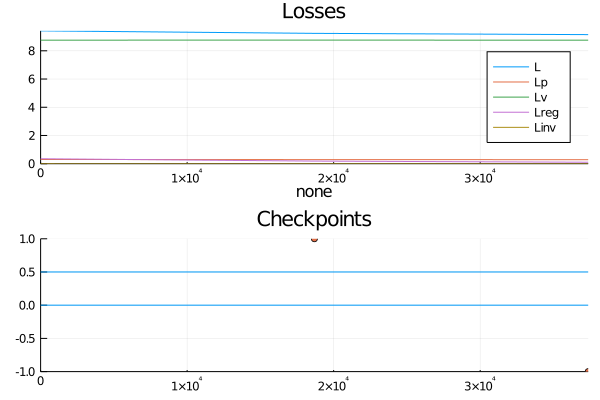 Losses
8
6
4
2
0
L
Lp
Lv
Lreg
Linv
0 1×10⁴ 2×10⁴ 3×10⁴
none
Checkpoints
1.0
0.5
0.0
-0.5
-1.0
0 1×10⁴ 2×10⁴ 3×10⁴